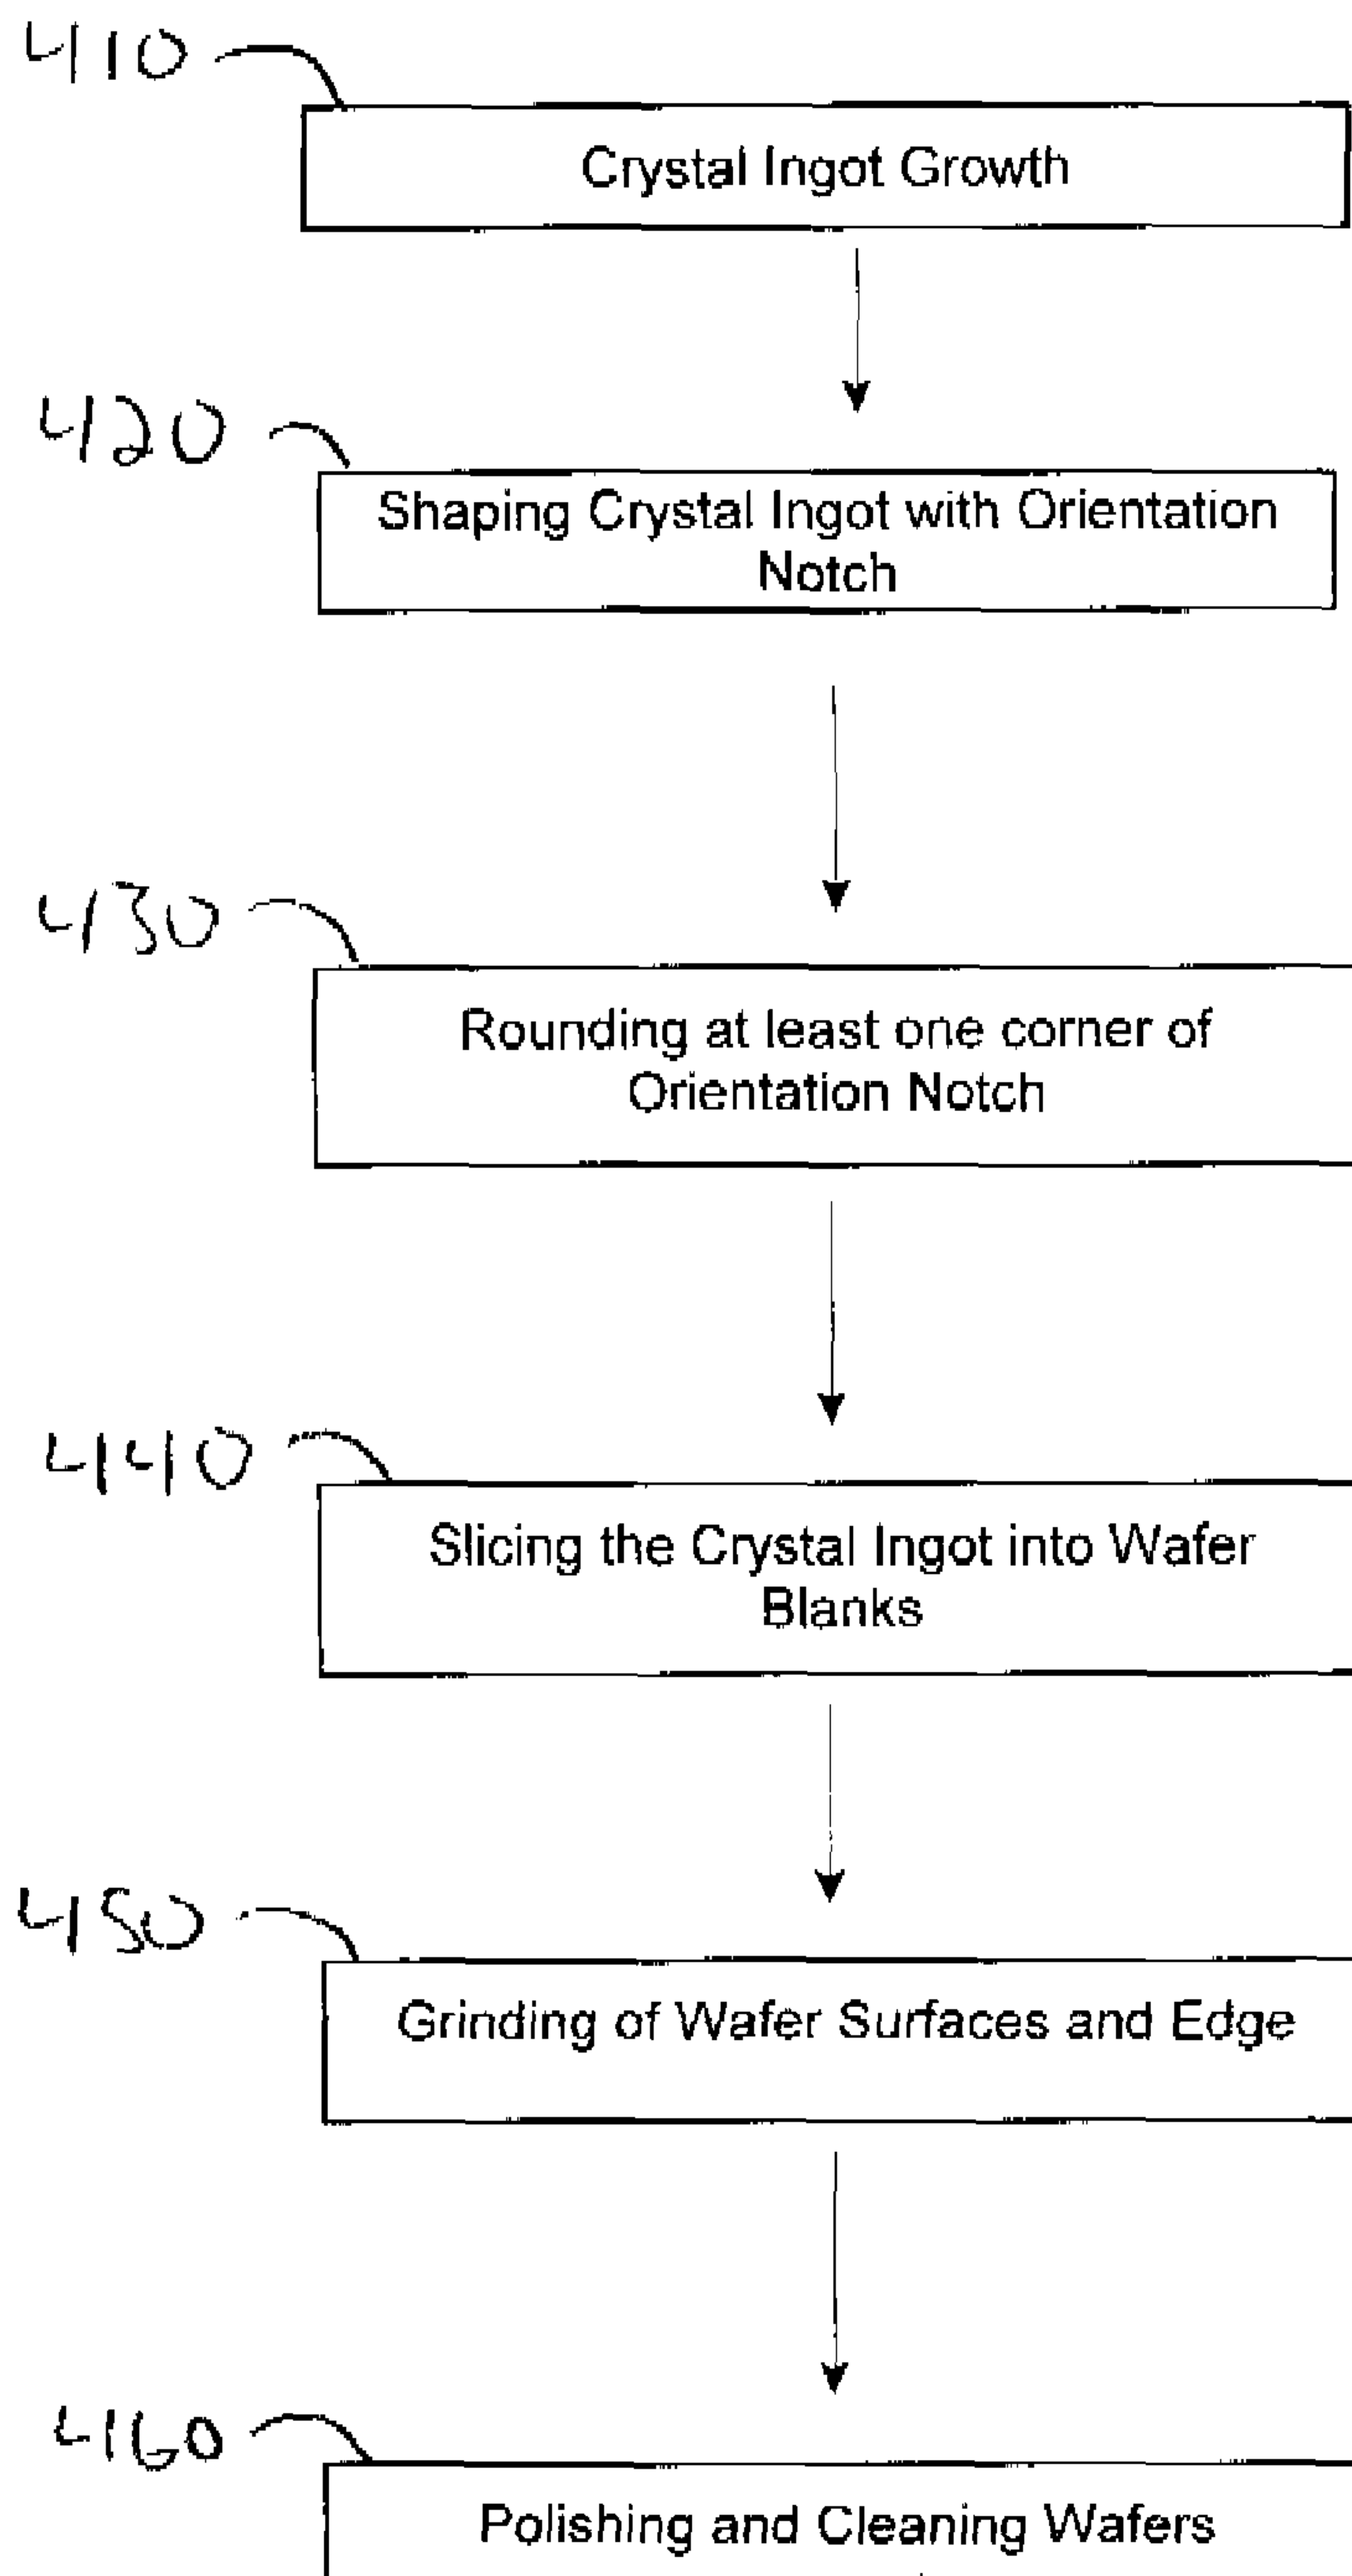 410
Crystal Ingot Growth
420
Shaping Crystal Ingot with Orientation
Notch
430
Rounding at least one corner of
Orientation Notch
440
Slicing the Crystal Ingot into Wafer
Blanks
450
Grinding of Wafer Surfaces and Edge
460
Polishing and Cleaning Wafers